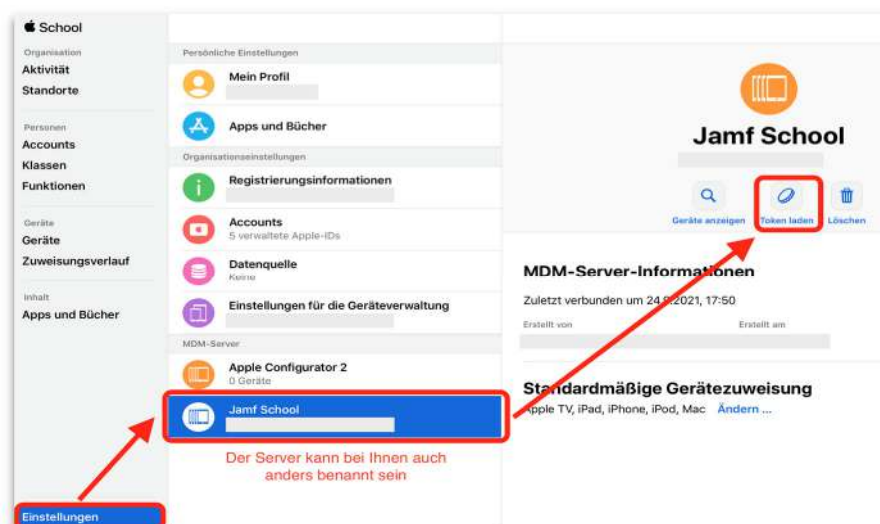 School
Organisation
Aktivität
Standorte
Personen
Accounts
Klassen
Funktionen
Geräte
Geräte
Zuweisungsverlauf
Inhalt
Apps und Bücher
Einstellungen
Persönliche Einstellungen
Mein Profil
Apps und Bücher
Organisationseinstellungen
Registrierungsinformationen
Accounts
5 verwaltete Apple-IDs
Datenquelle
Keine
Einstellungen für die Geräteverwaltung
MDM-Server
Apple Configurator 2
0 Geräte
Jamf School
Der Server kann bei Ihnen auch
anders benannt sein
Jamf School
Geräte anzeigen Token laden Löschen
MDM-Server-Informationen
Zuletzt verbunden um 24.8.2021, 17:50
Erstellt von Erstellt am
Standardmäßige Gerätezuweisung
Apple TV, iPad, iPhone, iPod, Mac Ändern ...